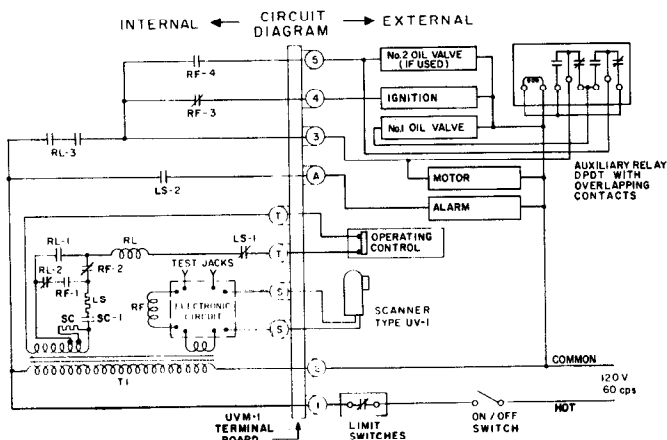 INTERNAL ← CIRCUIT DIAGRAM → EXTERNAL
RF-4
5
No.2 OIL VALVE
(IF USED)
RF-3
4
IGNITION
No.1 OIL VALVE
RL-3
3
AUXILIARY RELAY
DPDT WITH
OVERLAPPING
CONTACTS
LS-2
A
MOTOR
ALARM
T
RL-1
RL
LS-1
OPERATING
CONTROL
RL-2
RF-2
TEST JACKS
T
RF-1
LS
RF
ELECTRONIC
CIRCUIT
S
SC
SC-1
S
SCANNER
TYPE UV-1
T1
2
COMMON
120V
60 cps
1
HOT
UVM-1
TERMINAL
BOARD
LIMIT
SWITCHES
ON / OFF
SWITCH